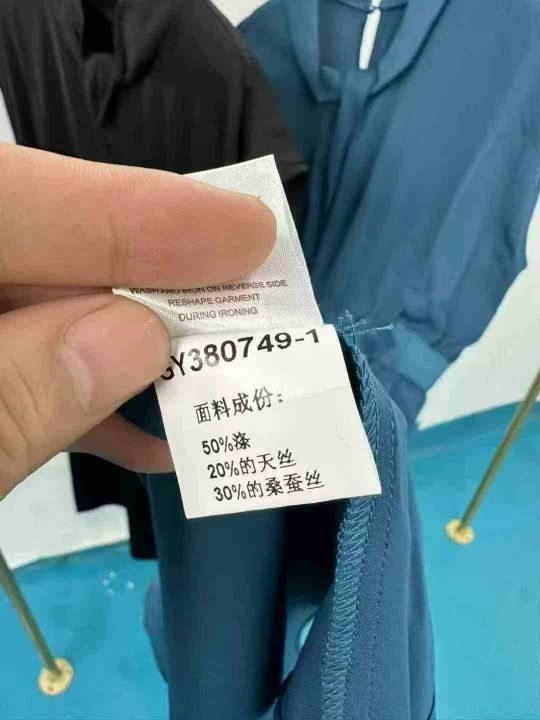 WASH AND IRON ON REVERSE SIDE
RESHAPE GARMENT
DURING IRONING
GY380749-1
面料成份：
50%涤
20%的天丝
30%的桑蚕丝